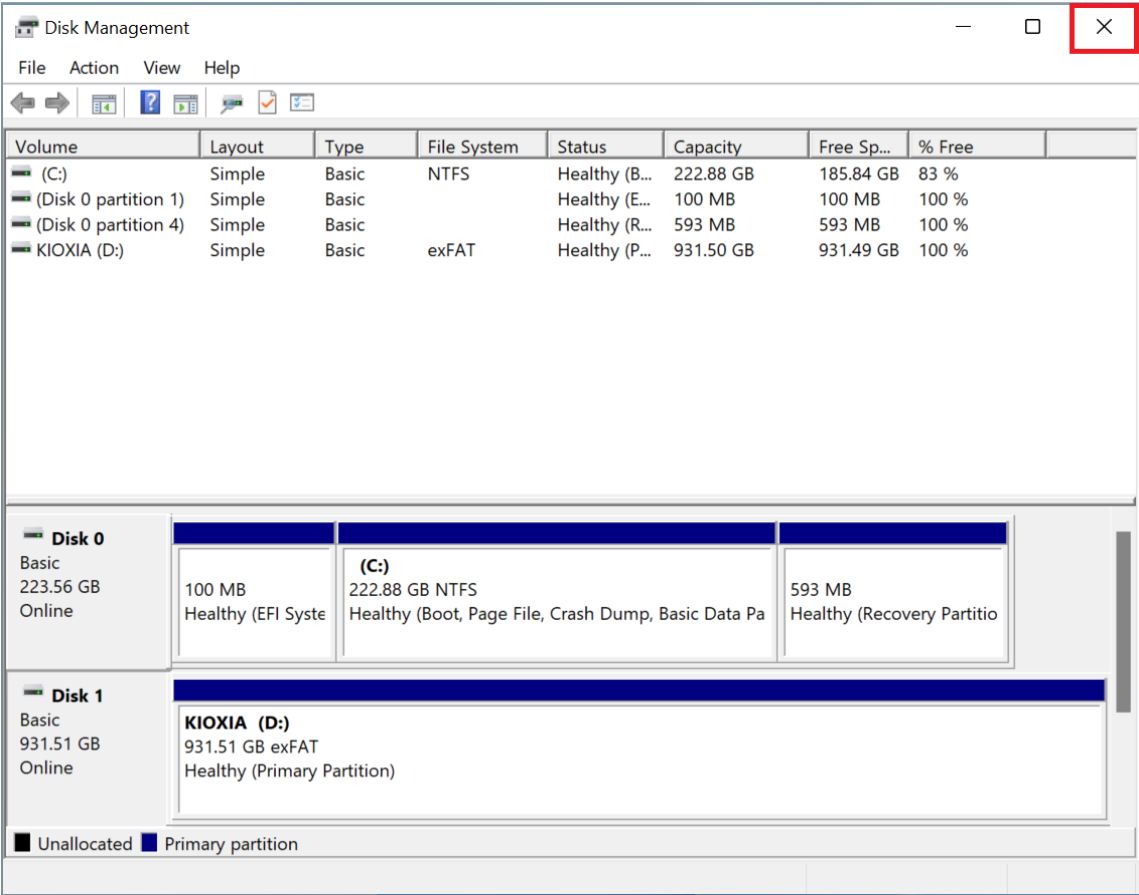 Disk Management
File Action View Help
Volume Layout Type File System Status Capacity Free Sp... % Free
(C:) Simple Basic NTFS Healthy (B... 222.88 GB 185.84 GB 83 %
(Disk 0 partition 1) Simple Basic Healthy (E... 100 MB 100 MB 100 %
(Disk 0 partition 4) Simple Basic Healthy (R... 593 MB 593 MB 100 %
KIOXIA (D:) Simple Basic exFAT Healthy (P... 931.50 GB 931.49 GB 100 %
Disk 0
Basic
223.56 GB
Online
100 MB
Healthy (EFI Syste
(C:)
222.88 GB NTFS
Healthy (Boot, Page File, Crash Dump, Basic Data Pa
593 MB
Healthy (Recovery Partitio
Disk 1
Basic
931.51 GB
Online
KIOXIA (D:)
931.51 GB exFAT
Healthy (Primary Partition)
Unallocated Primary partition